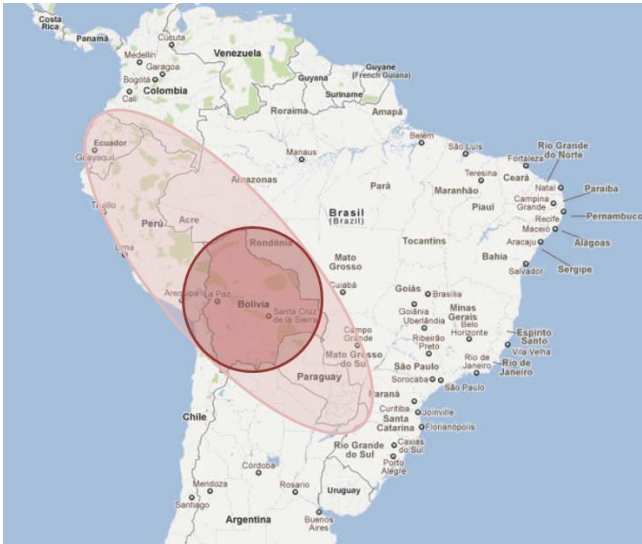 Costa
Rica
Panamá
Cúcuta
Venezuela
Medellín
Garagoa
Bogotá
Colombia
Cali
Guyana
Guyane
(French Guiana)
Suriname
Roraima
Amapá
Ecuador
Guayaquil
Manaus
Belém
São Luís
Fortaleza
Rio Grande
do Norte
Amazonas
Teresina
Ceará
Natal
Pará
Maranhão
Campina
Grande
Paraiba
Trujillo
Piaui
Recife
Pernambuco
Perú
Acre
Brasil
(Brazil)
Maceió
Alagoas
Lima
Rondônia
Tocantins
Aracaju
Sergipe
Mato
Grosso
Bahia
Salvador
Cuiabá
Arequipa
La Paz
Bolivia
Goiás
Brasília
Santa Cruz
de la Sierra
Goiânia
Minas
Gerais
Uberlândia
Belo
Horizonte
Espirito
Santo
Campo
Grande
Ribeirão
Preto
Vila Velha
Mato Grosso
do Sul
São Paulo
Rio de
Janeiro
Rio de
Janeiro
Paraguay
Sorocaba
São Paulo
Paraná
Curitiba
Joinville
Chile
Santa
Catarina
Florianópolis
Rio Grande
do Sul
Caxias
do Sul
Porto
Alegre
Córdoba
Mendoza
Rosario
Uruguay
Santiago
Argentina
Buenos
Aires